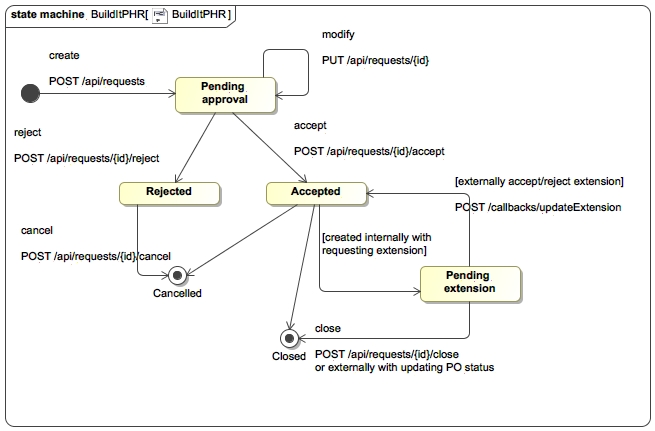 state machine BuildItPHR[ BuildItPHR ]
modify
create
PUT /api/requests/{id}
POST /api/requests
Pending
approval
reject
accept
POST /api/requests/{id}/reject
POST /api/requests/{id}/accept
[externally accept/reject extension]
Rejected
Accepted
POST /callbacks/updateExtension
cancel
[created internally with
requesting extension]
POST /api/requests/{id}/cancel
Pending
extension
Cancelled
close
Closed
POST /api/requests/{id}/close
or externally with updating PO status